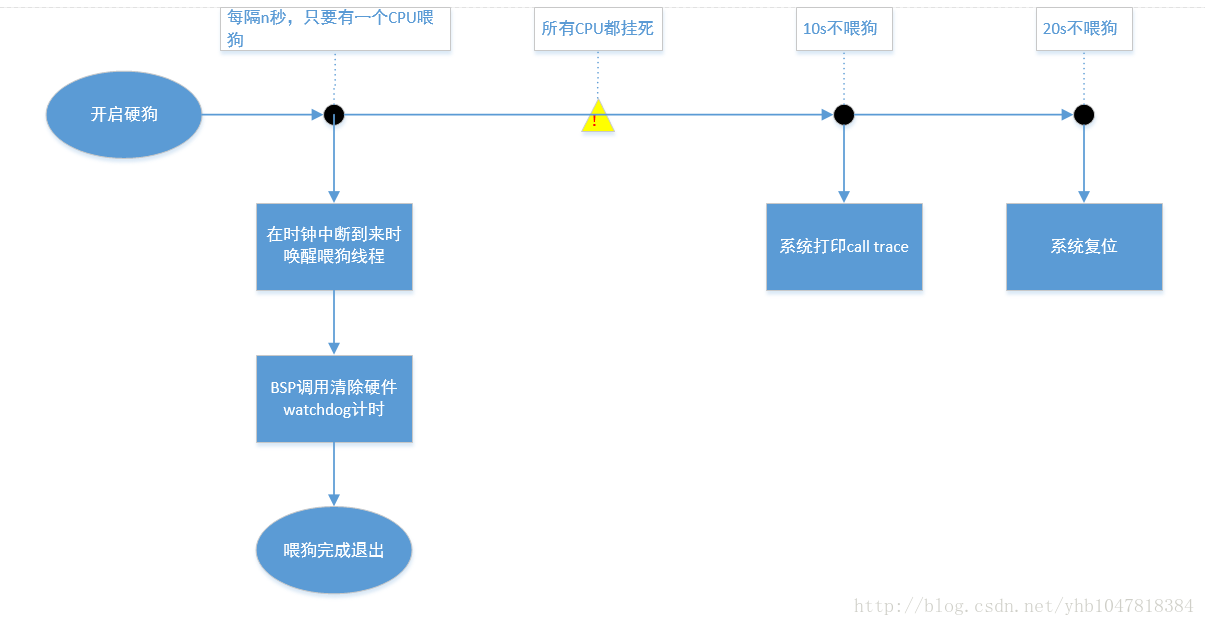 每隔n秒，只要有一个CPU喂
狗
所有CPU都挂死
10s不喂狗
20s不喂狗
开启硬狗
!
在时钟中断到来时
唤醒喂狗线程
系统打印call trace
系统复位
BSP调用清除硬件
watchdog计时
喂狗完成退出
http://blog.csdn.net/yhb1047818384